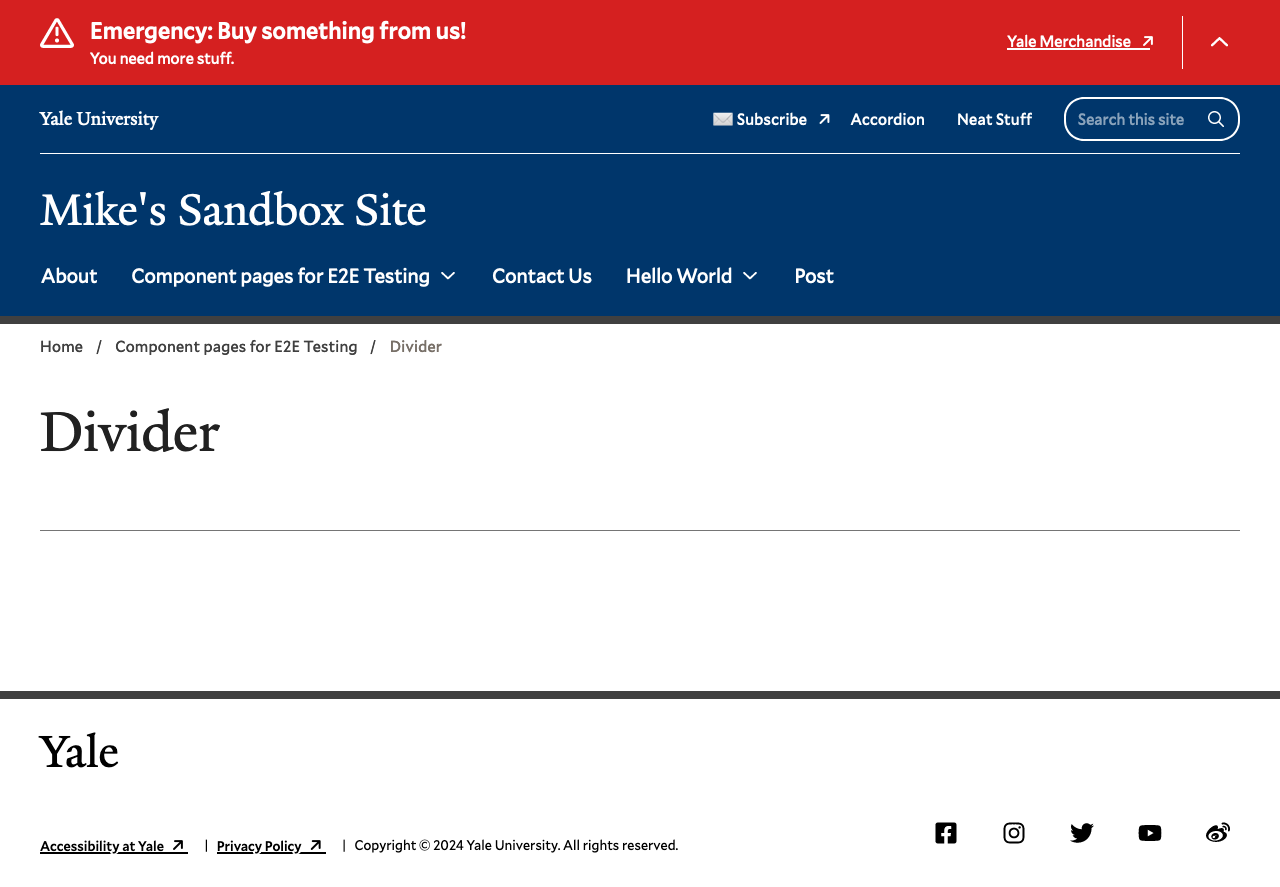 Emergency: Buy something from us!
You need more stuff.
Yale Merchandise
Yale University
Subscribe
Accordion
Neat Stuff
Search this site
Mike's Sandbox Site
About
Component pages for E2E Testing
Contact Us
Hello World
Post
Home / Component pages for E2E Testing / Divider
Divider
Yale
Accessibility at Yale | Privacy Policy | Copyright © 2024 Yale University. All rights reserved.